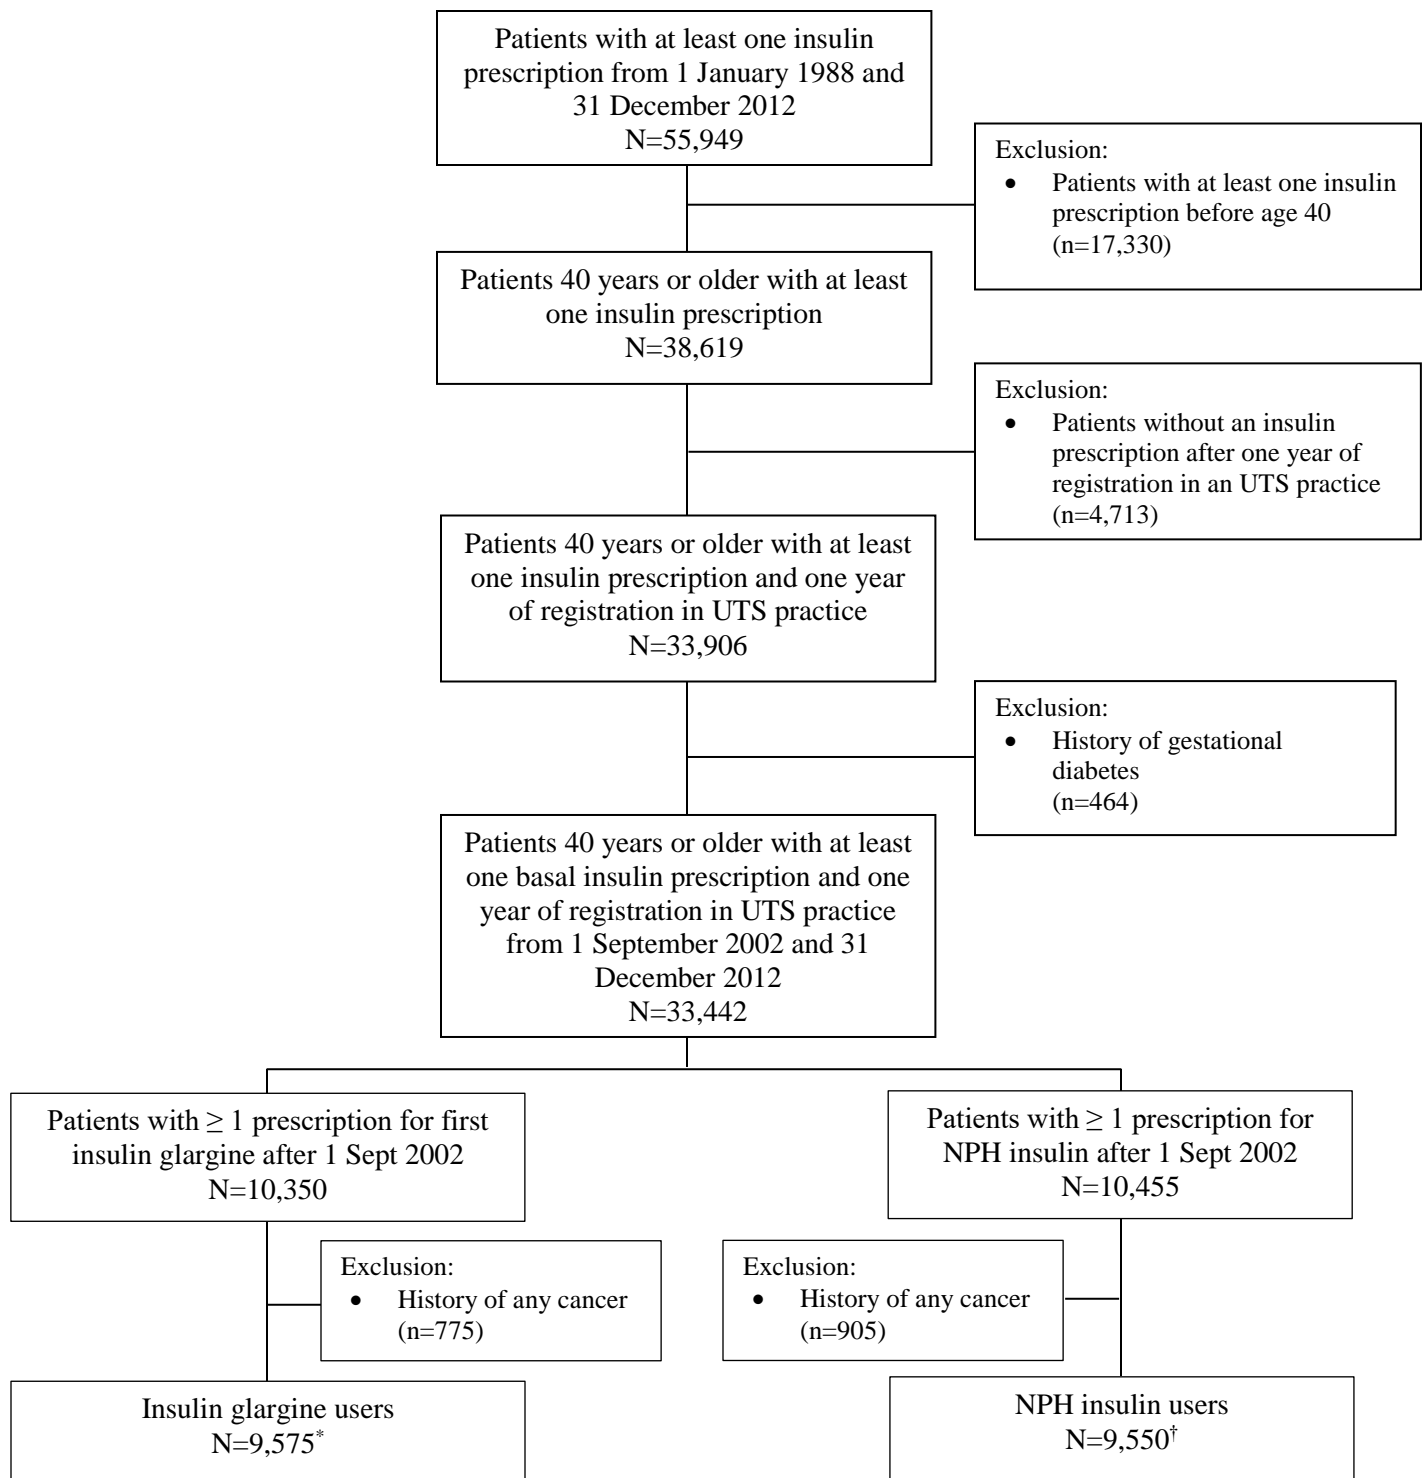 Patients with at least one insulin
prescription from 1 January 1988 and
31 December 2012
N=55,949
Exclusion:
• Patients with at least one insulin
prescription before age 40
(n=17,330)
Patients 40 years or older with at least
one insulin prescription
N=38,619
Exclusion:
• Patients without an insulin
prescription after one year of
registration in an UTS practice
(n=4,713)
Patients 40 years or older with at least
one insulin prescription and one year
of registration in UTS practice
N=33,906
Exclusion:
• History of gestational
diabetes
(n=464)
Patients 40 years or older with at least
one basal insulin prescription and one
year of registration in UTS practice
from 1 September 2002 and 31
December 2012
N=33,442
Patients with ≥ 1 prescription for first
insulin glargine after 1 Sept 2002
N=10,350
Patients with ≥ 1 prescription for
NPH insulin after 1 Sept 2002
N=10,455
Exclusion:
• History of any cancer
(n=775)
Exclusion:
• History of any cancer
(n=905)
Insulin glargine users
N=9,575*
NPH insulin users
N=9,550†